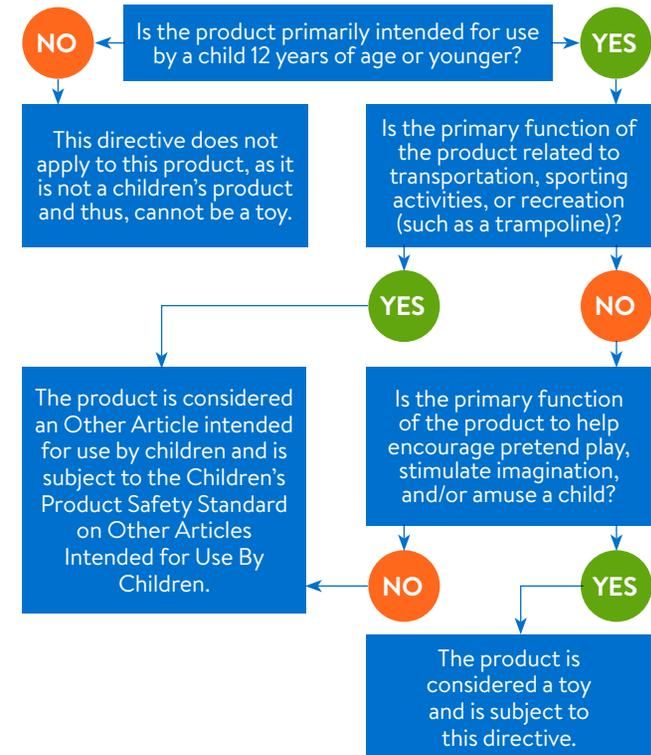 NO
Is the product primarily intended for use
by a child 12 years of age or younger?
YES
This directive does not
apply to this product, as it
is not a children's product
and thus, cannot be a toy.
Is the primary function of
the product related to
transportation, sporting
activities, or recreation
(such as a trampoline)?
YES
NO
The product is considered
an Other Article intended
for use by children and is
subject to the Children's
Product Safety Standard
on Other Articles
Intended for Use By
Children.
Is the primary function
of the product to help
encourage pretend play,
stimulate imagination,
and/or amuse a child?
NO
YES
The product is
considered a toy
and is subject to
this directive.